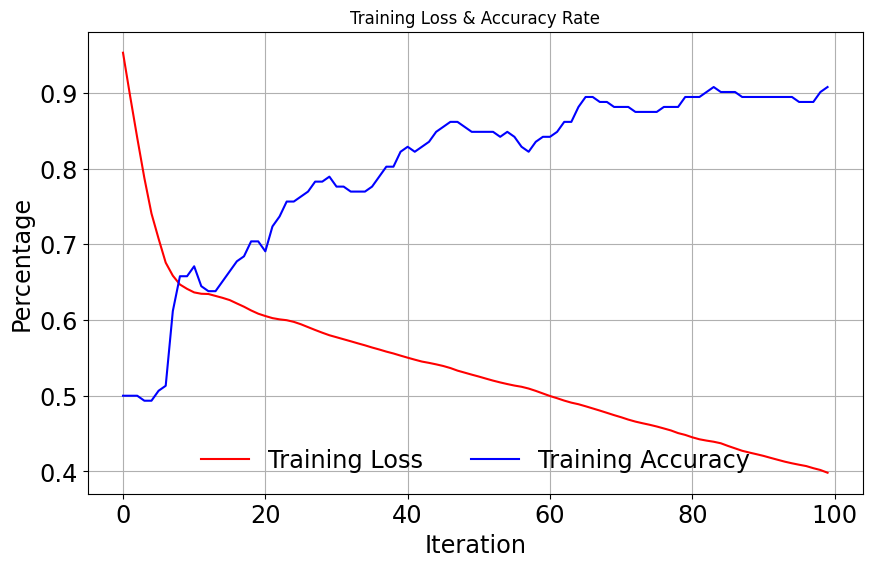 Training Loss & Accuracy Rate
Percentage
0.9
0.8
0.7
0.6
0.5
0.4
Training Loss Training Accuracy
0 20 40 60 80 100
Iteration